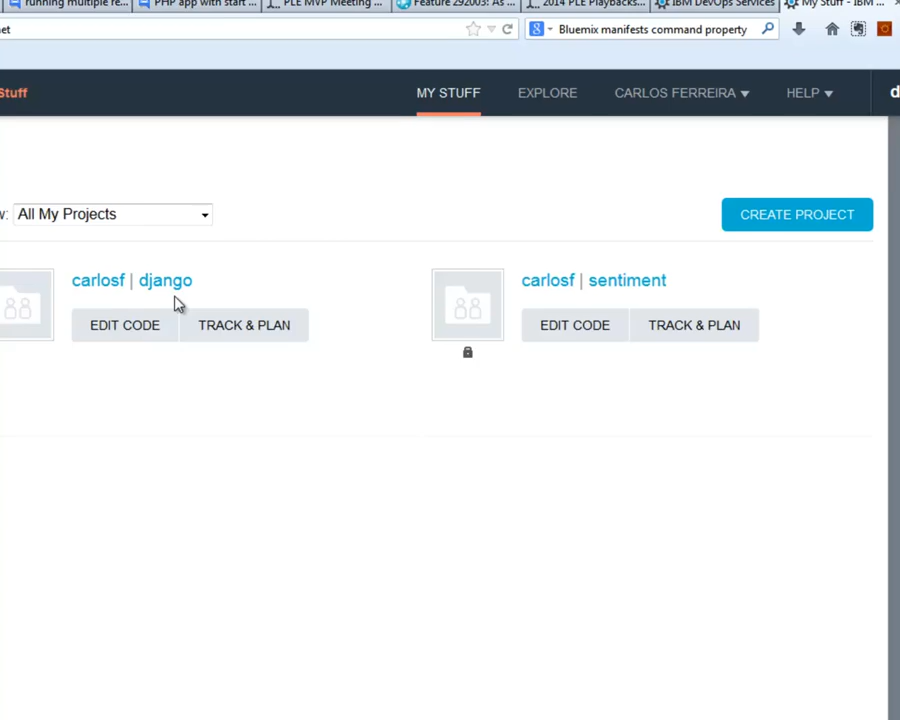 running multiple re... PHP app with start ... PLE MVP Meeting ... Feature 292003: As ... 2014 PLE Playbacks... IBM DevOps Services My Stuff - IBM ...
et Bluemix manifests command property
Stuff MY STUFF EXPLORE CARLOS FERREIRA HELP
w: All My Projects CREATE PROJECT
carlosf | django carlosf | sentiment
EDIT CODE TRACK & PLAN EDIT CODE TRACK & PLAN